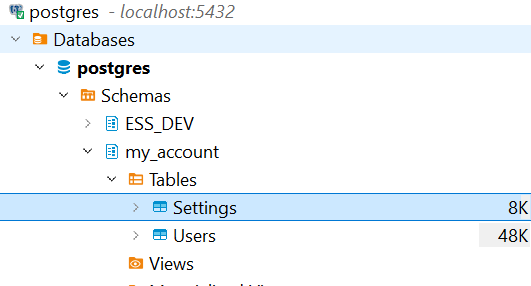 postgres - localhost:5432
Databases
postgres
Schemas
ESS_DEV
my_account
Tables
Settings 8K
Users 48K
Views